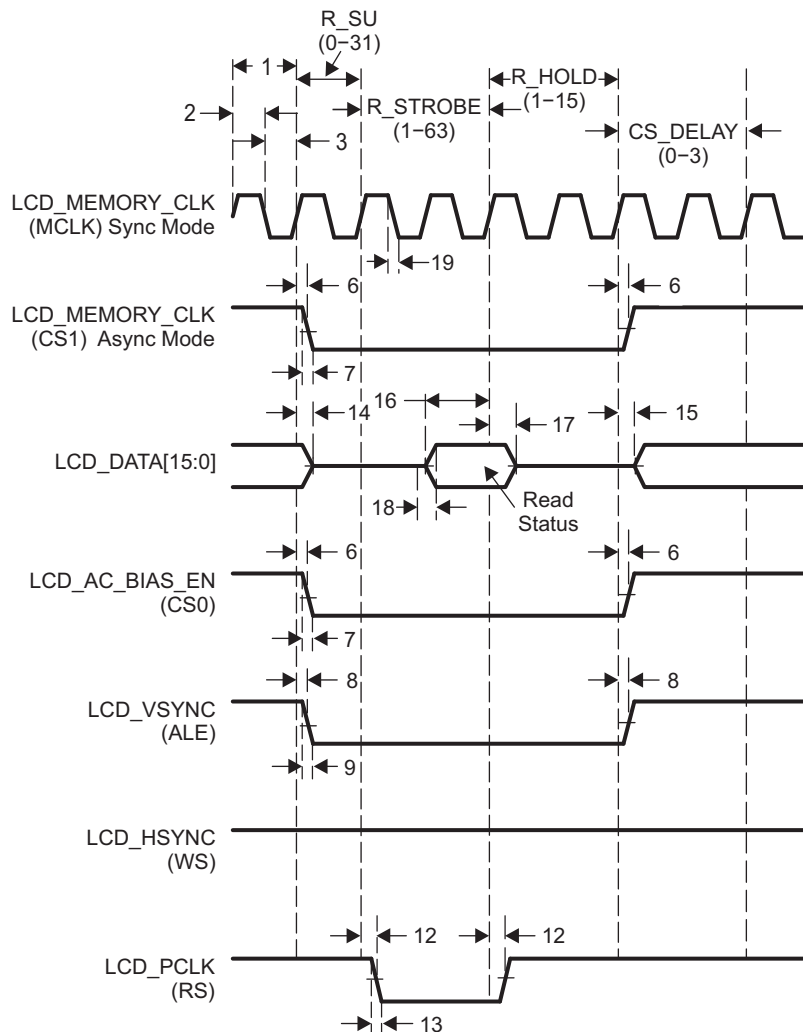 R_SU
(0−31)
1
R_HOLD
(1−15)
2
R_STROBE
(1−63)
3
CS_DELAY
(0−3)
LCD_MEMORY_CLK
(MCLK) Sync Mode
19
6
6
LCD_MEMORY_CLK
(CS1) Async Mode
7
16
14
17
15
LCD_DATA[15:0]
18
Read
Status
6
6
LCD_AC_BIAS_EN
(CS0)
7
8
8
LCD_VSYNC
(ALE)
9
LCD_HSYNC
(WS)
12
12
LCD_PCLK
(RS)
13